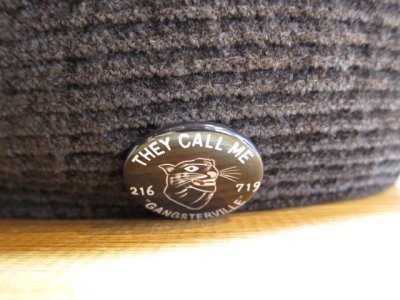 THEY CALL ME
216 719
"GANGSTERVILLE"